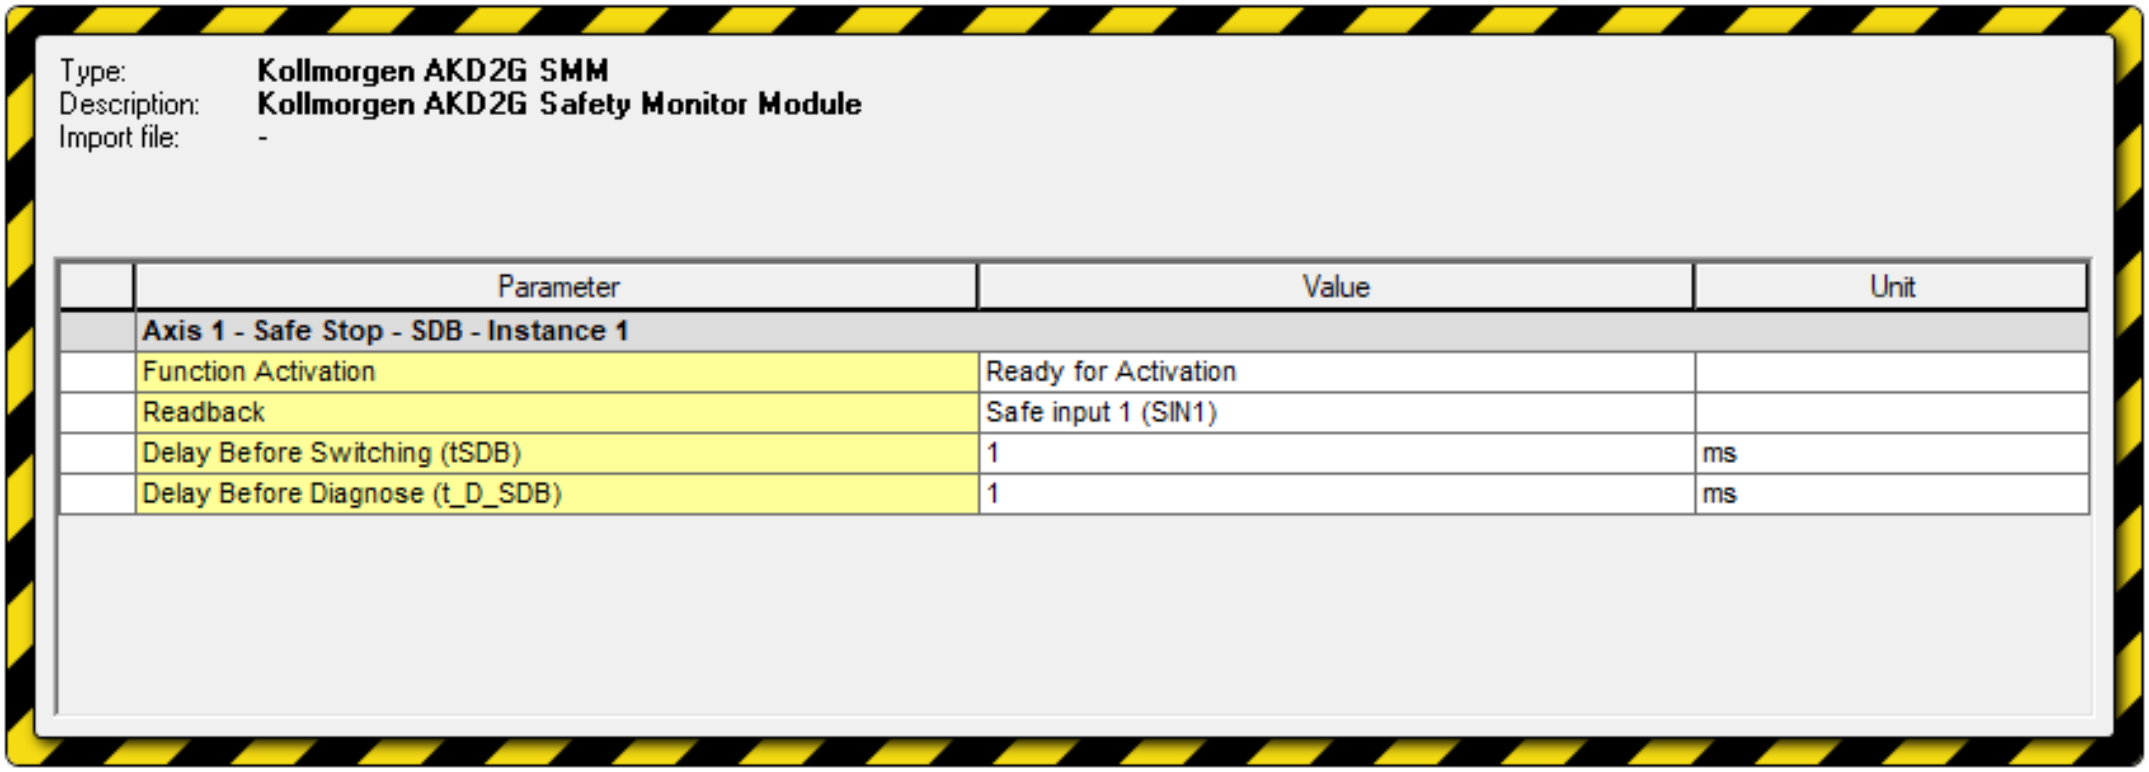 Type: Kollmorgen AKD2G SMM
Description: Kollmorgen AKD2G Safety Monitor Module
Import file: -
Parameter Value Unit
Axis 1 - Safe Stop - SDB - Instance 1
Function Activation Ready for Activation
Readback Safe input 1 (SIN1)
Delay Before Switching (tSDB) 1 ms
Delay Before Diagnose (t_D_SDB) 1 ms